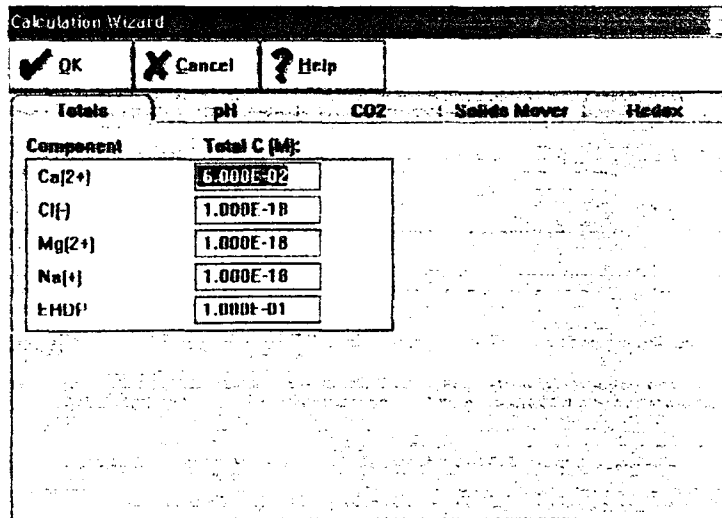 Calculation Wizard
OK Cancel Help
Totals pH CO2 Solids Mover Redox
Component Total C (M):
Ca(2+) 6.000E-02
Cl(-) 1.000E-18
Mg(2+) 1.000E-18
Na(+) 1.000E-18
EHDP 1.000E-01